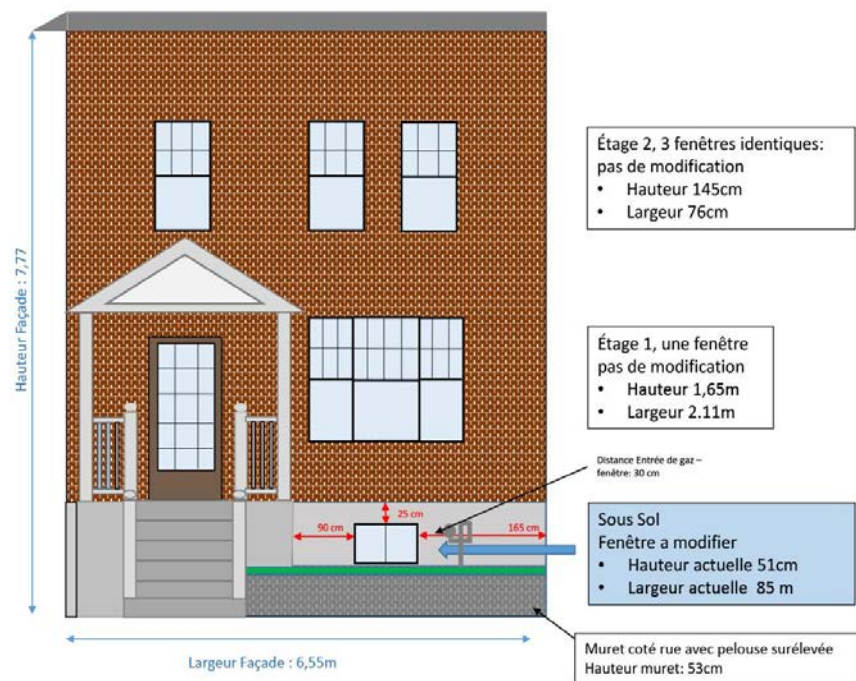 Hauteur Façade : 7,77
Étage 2, 3 fenêtres identiques:
pas de modification
• Hauteur 145cm
• Largeur 76cm
Étage 1, une fenêtre
pas de modification
• Hauteur 1,65m
• Largeur 2.11m
Distance Entrée de gaz –
fenêtre: 30 cm
25 cm
90 cm
165 cm
Sous Sol
Fenêtre a modifier
• Hauteur actuelle 51cm
• Largeur actuelle 85 m
Muret coté rue avec pelouse surélevée
Hauteur muret: 53cm
Largeur Façade : 6,55m